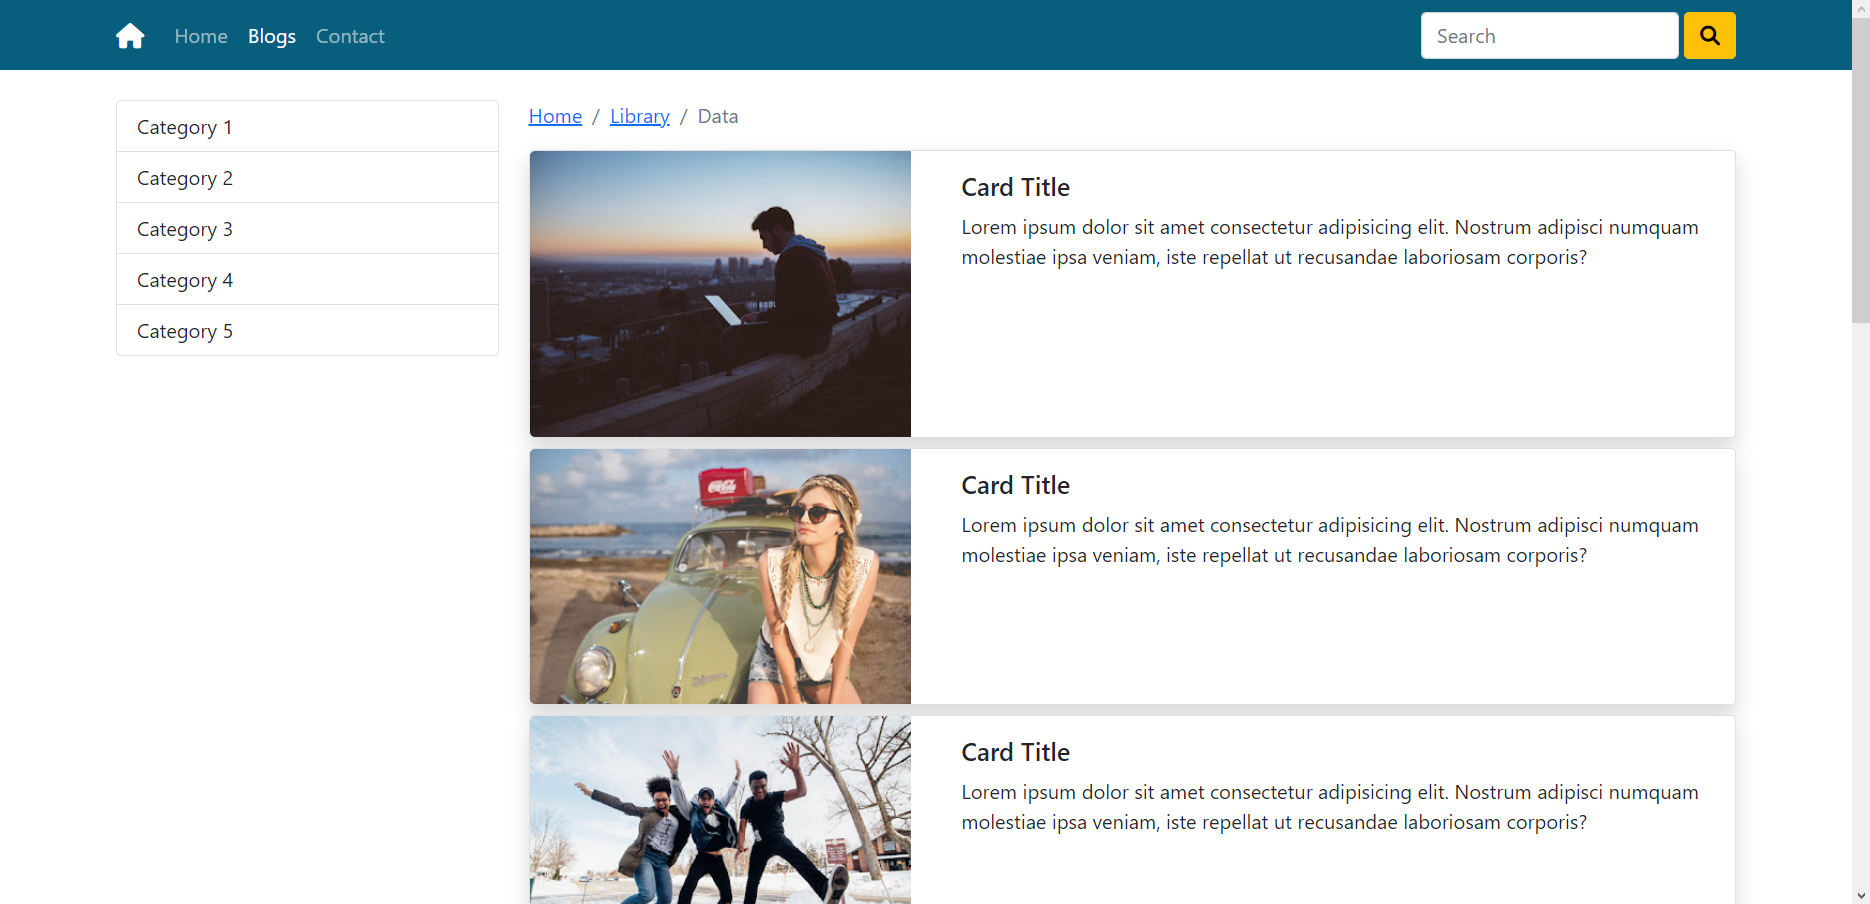 Home Blogs Contact Search
Category 1
Category 2
Category 3
Category 4
Category 5
Home / Library / Data
Card Title
Lorem ipsum dolor sit amet consectetur adipisicing elit. Nostrum adipisci numquam
molestiae ipsa veniam, iste repellat ut recusandae laboriosam corporis?
Coca-Cola
Card Title
Lorem ipsum dolor sit amet consectetur adipisicing elit. Nostrum adipisci numquam
molestiae ipsa veniam, iste repellat ut recusandae laboriosam corporis?
Card Title
Lorem ipsum dolor sit amet consectetur adipisicing elit. Nostrum adipisci numquam
molestiae ipsa veniam, iste repellat ut recusandae laboriosam corporis?